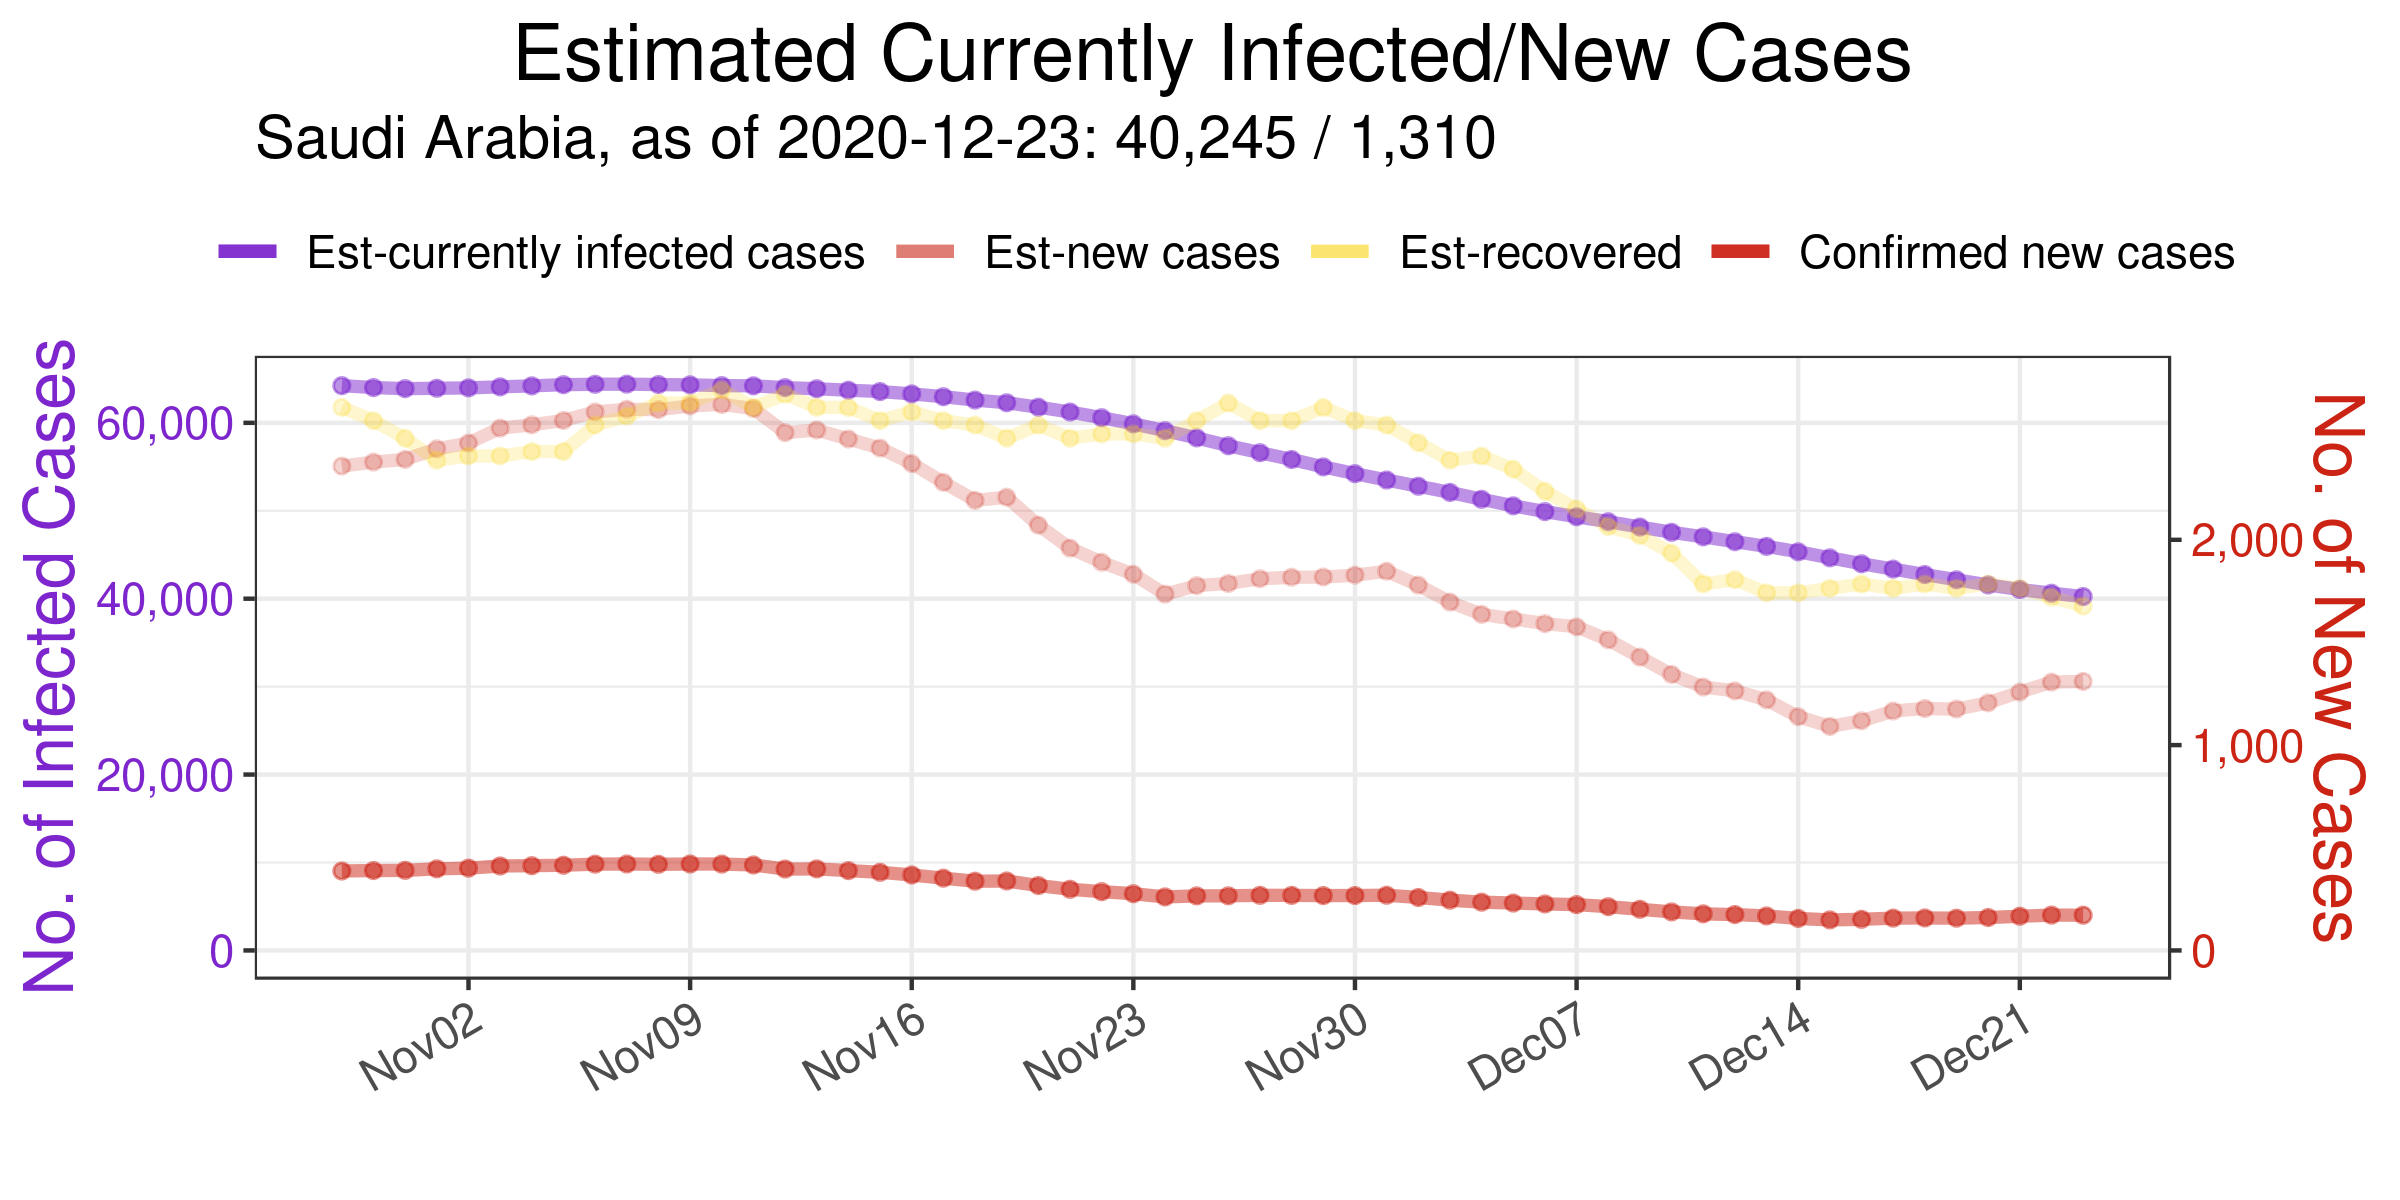 Estimated Currently Infected/New Cases
Saudi Arabia, as of 2020-12-23: 40,245 / 1,310
Est-currently infected cases Est-new cases Est-recovered Confirmed new cases
No. of Infected Cases
60,000
40,000
20,000
0
No. of New Cases
2,000
1,000
0
Nov02 Nov09 Nov16 Nov23 Nov30 Dec07 Dec14 Dec21